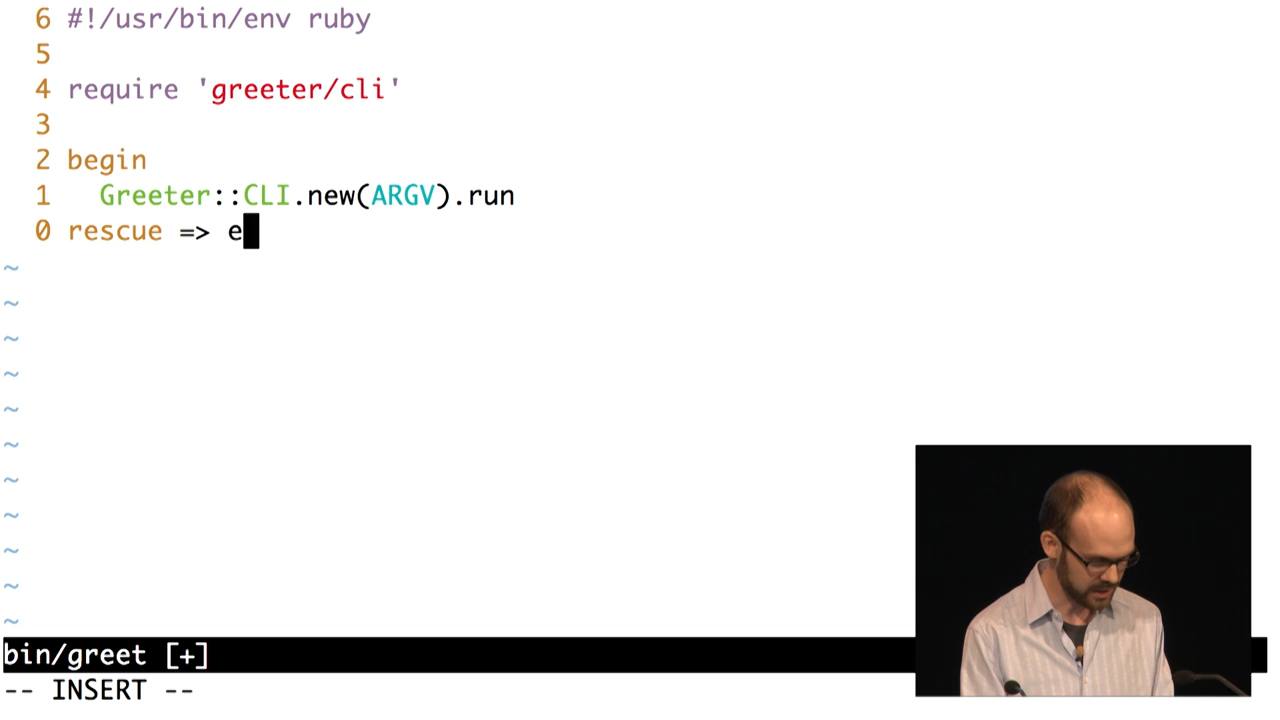 6 #!/usr/bin/env ruby
5
4 require 'greeter/cli'
3
2 begin
1   Greeter::CLI.new(ARGV).run
0 rescue => e
~
~
~
~
~
~
~
~
~
~
~
bin/greet [+]
-- INSERT --